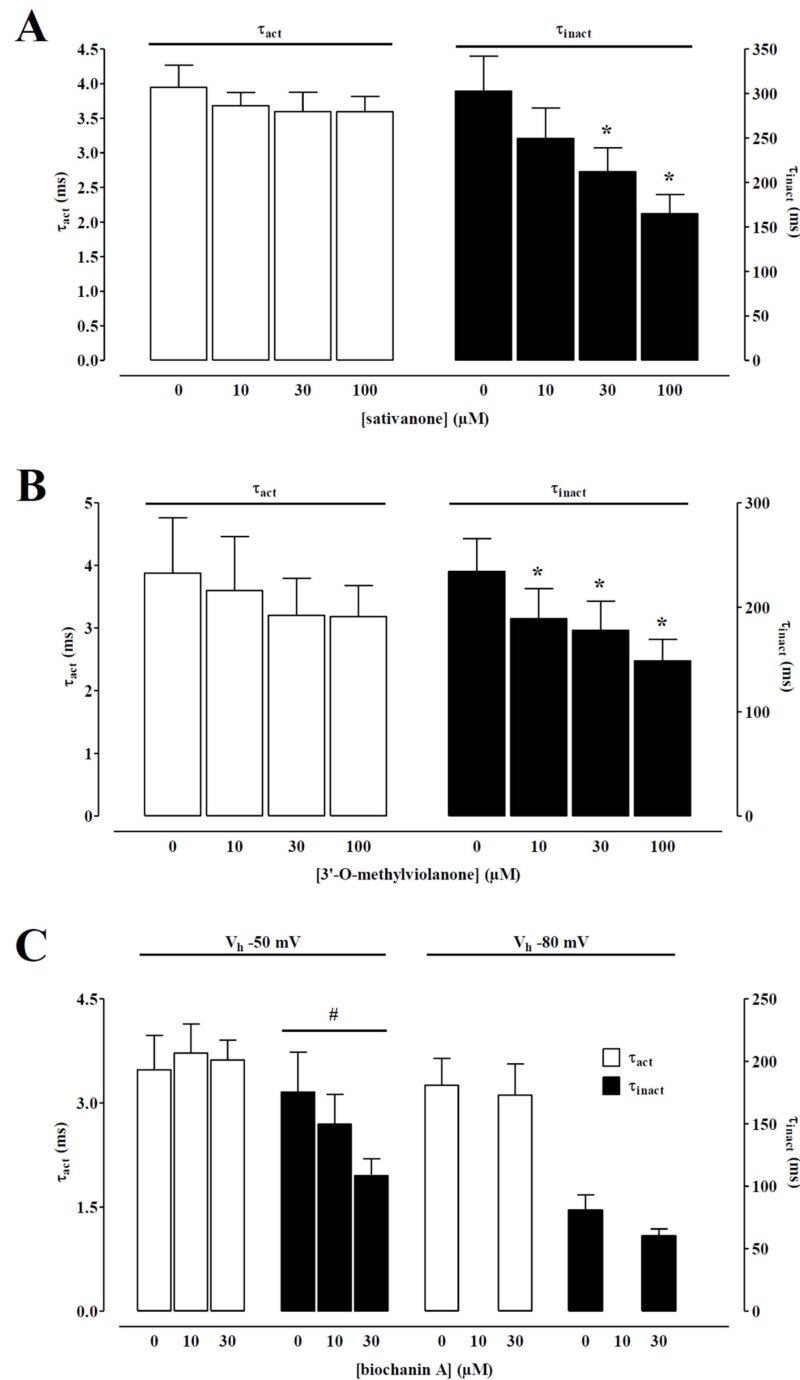 A
τact τinact
4.5 350
4.0 300
3.5 250
3.0 200
2.5 150
2.0 100
1.5 50
1.0 0
0.5
0.0
τact (ms)
τinact (ms)
* *
0 10 30 100 0 10 30 100
[sativanone] (µM)
B
τact τinact
5 300
4 200
3 100
2 0
1
0
τact (ms)
τinact (ms)
* * *
0 10 30 100 0 10 30 100
[3'-O-methylviolanone] (µM)
C
Vh -50 mV Vh -80 mV
4.5 250
3.0 200
1.5 150
0.0 100
50
0
τact (ms)
τinact (ms)
#
τact
τinact
0 10 30 0 10 30 0 10 30 0 10 30
[biochanin A] (µM)